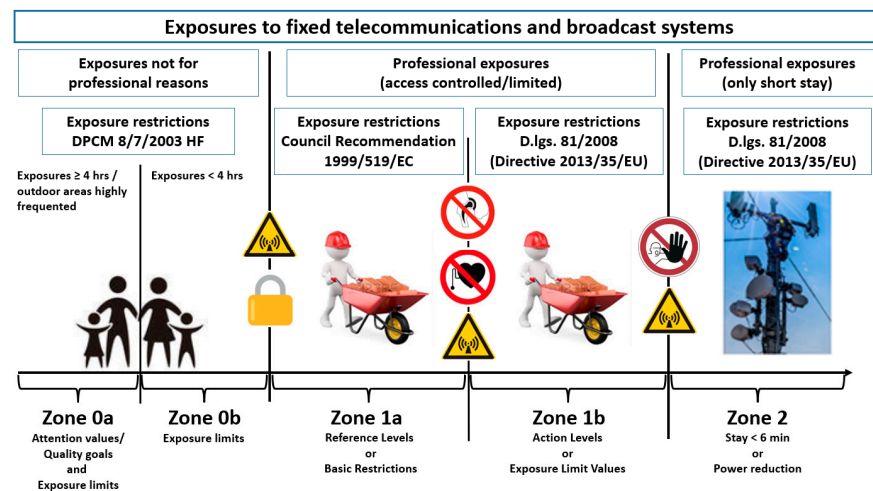 Exposures to fixed telecommunications and broadcast systems
Exposures not for
professional reasons
Professional exposures
(access controlled/limited)
Professional exposures
(only short stay)
Exposure restrictions
DPCM 8/7/2003 HF
Exposure restrictions
Council Recommendation
1999/519/EC
Exposure restrictions
D.lgs. 81/2008
(Directive 2013/35/EU)
Exposure restrictions
D.lgs. 81/2008
(Directive 2013/35/EU)
Exposures ≥ 4 hrs /
outdoor areas highly
frequented
Exposures < 4 hrs
Zone 0a
Attention values/
Quality goals
and
Exposure limits
Zone 0b
Exposure limits
Zone 1a
Reference Levels
or
Basic Restrictions
Zone 1b
Action Levels
or
Exposure Limit Values
Zone 2
Stay < 6 min
or
Power reduction